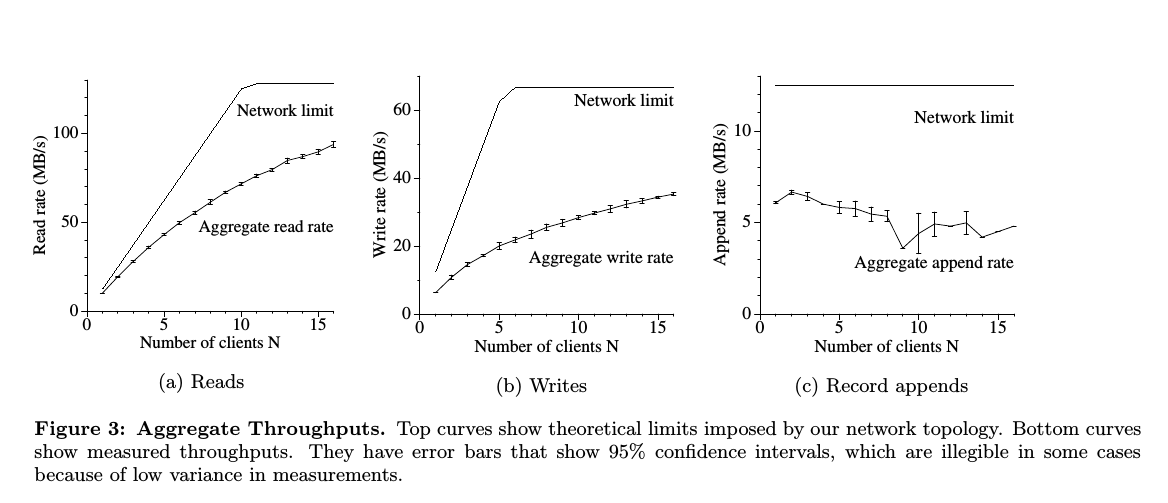 Read rate (MB/s)
100
50
0
Network limit
Aggregate read rate
0 5 10 15
Number of clients N
(a) Reads
Write rate (MB/s)
60
40
20
0
Network limit
Aggregate write rate
0 5 10 15
Number of clients N
(b) Writes
Append rate (MB/s)
10
5
0
Network limit
Aggregate append rate
0 5 10 15
Number of clients N
(c) Record appends
Figure 3: Aggregate Throughputs. Top curves show theoretical limits imposed by our network topology. Bottom curves
show measured throughputs. They have error bars that show 95% confidence intervals, which are illegible in some cases
because of low variance in measurements.